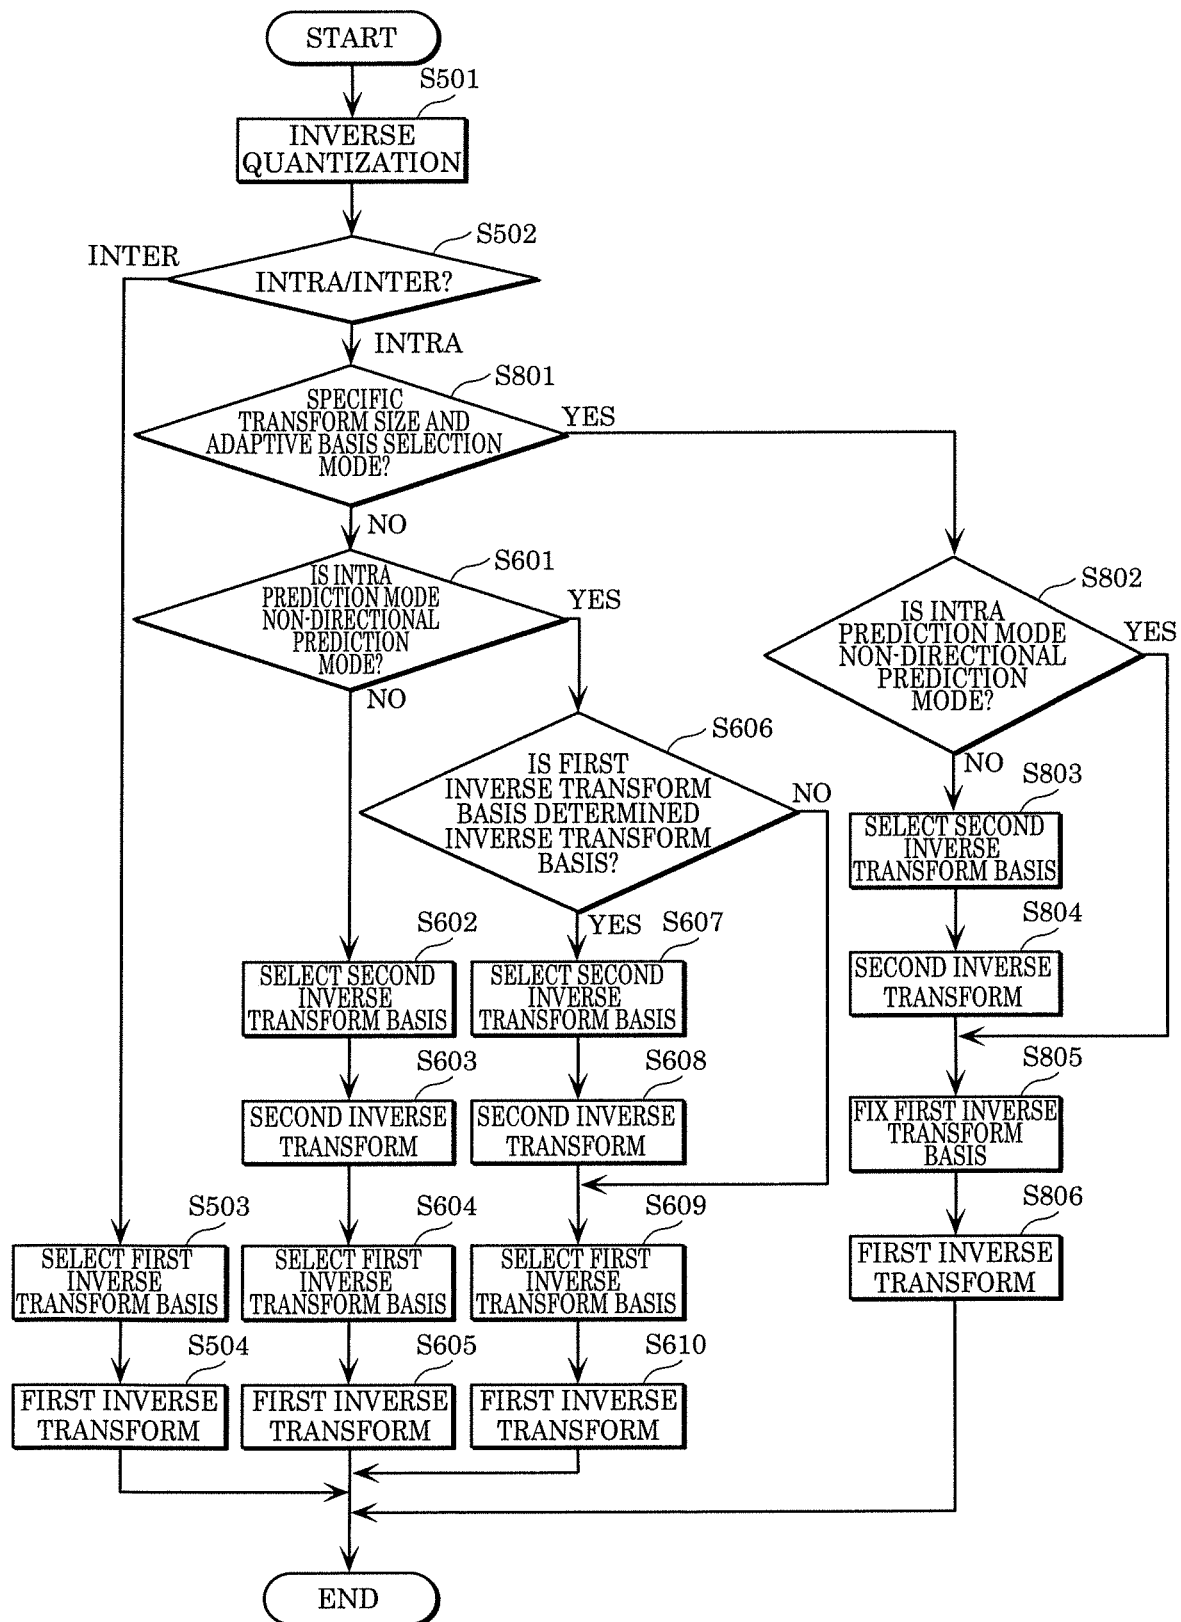 START
S501
INVERSE
QUANTIZATION
S502
INTER
INTRA/INTER?
INTRA
S801
SPECIFIC
TRANSFORM SIZE AND
ADAPTIVE BASIS SELECTION
MODE?
YES
NO
S601
IS INTRA
PREDICTION MODE
NON-DIRECTIONAL
PREDICTION
MODE?
YES
NO
S802
IS INTRA
PREDICTION MODE
NON-DIRECTIONAL
PREDICTION
MODE?
YES
NO
S606
IS FIRST
INVERSE TRANSFORM
BASIS DETERMINED
INVERSE TRANSFORM
BASIS?
NO
YES
S803
SELECT SECOND
INVERSE
TRANSFORM BASIS
S804
SECOND INVERSE
TRANSFORM
S602
SELECT SECOND
INVERSE
TRANSFORM BASIS
S607
SELECT SECOND
INVERSE
TRANSFORM BASIS
S603
SECOND INVERSE
TRANSFORM
S608
SECOND INVERSE
TRANSFORM
S805
FIX FIRST INVERSE
TRANSFORM
BASIS
S806
FIRST INVERSE
TRANSFORM
S503
SELECT FIRST
INVERSE
TRANSFORM BASIS
S604
SELECT FIRST
INVERSE
TRANSFORM BASIS
S609
SELECT FIRST
INVERSE
TRANSFORM BASIS
S504
FIRST INVERSE
TRANSFORM
S605
FIRST INVERSE
TRANSFORM
S610
FIRST INVERSE
TRANSFORM
END